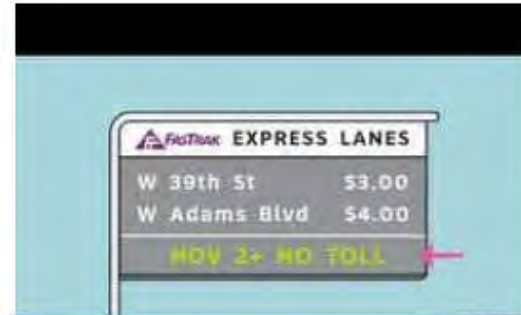 FASTRAK EXPRESS LANES
W 39th St $3.00
W Adams Blvd $4.00
HOV 2+ NO TOLL